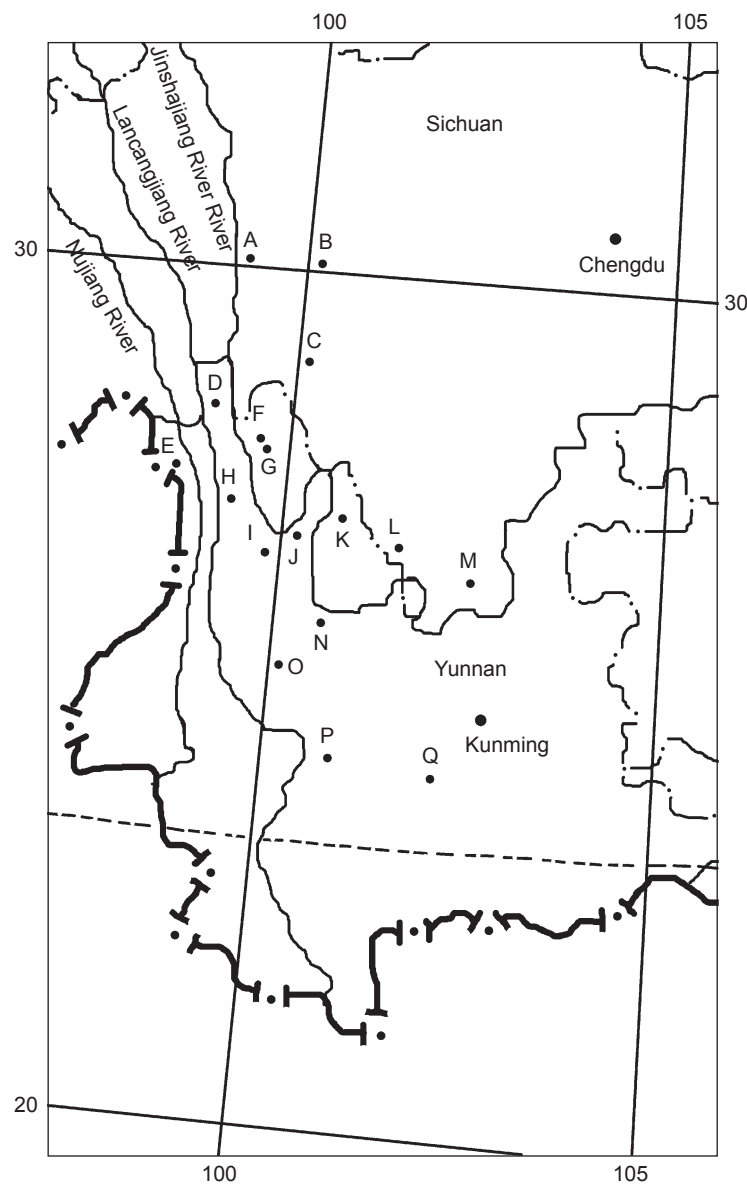 100 105
Jinshajiang River River
Lancangjiang River
Nujiang River
Sichuan
Chengdu
30
30
A B
C
D
F
G
E
H
I
J
K
L
M
N
O
Yunnan
Kunming
P
Q
20
100 105